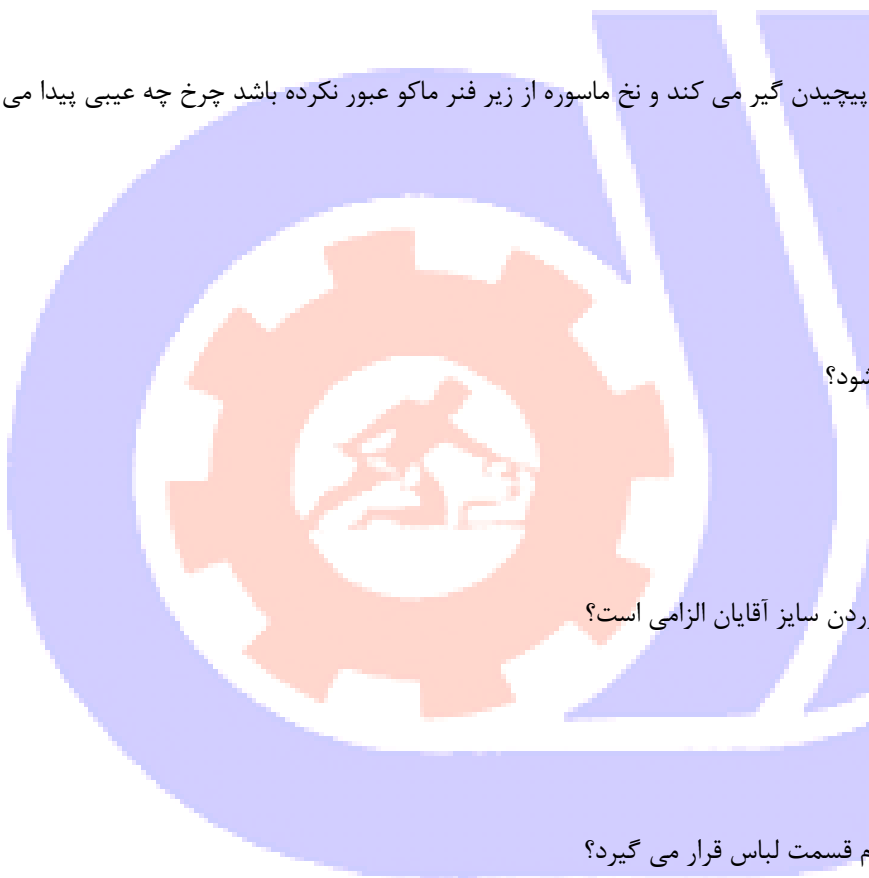 پیچیدن گیر می کند و نخ ماسوره از زیر فنر ماکو عبور نکرده باشد چرخ چه عیبی پیدا می
شود؟
ردن سایز آقایان الزامی است؟
م قسمت لباس قرار می گیرد؟